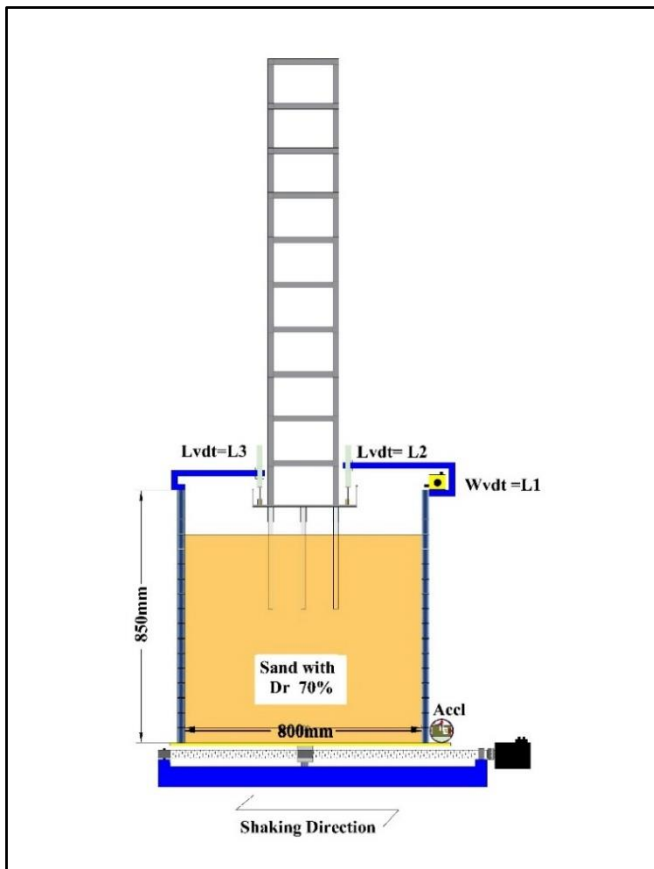 Lvdt=L3
Lvdt= L2
Wvdt =L1
850mm
Sand with
Dr 70%
Accl
800mm
Shaking Direction